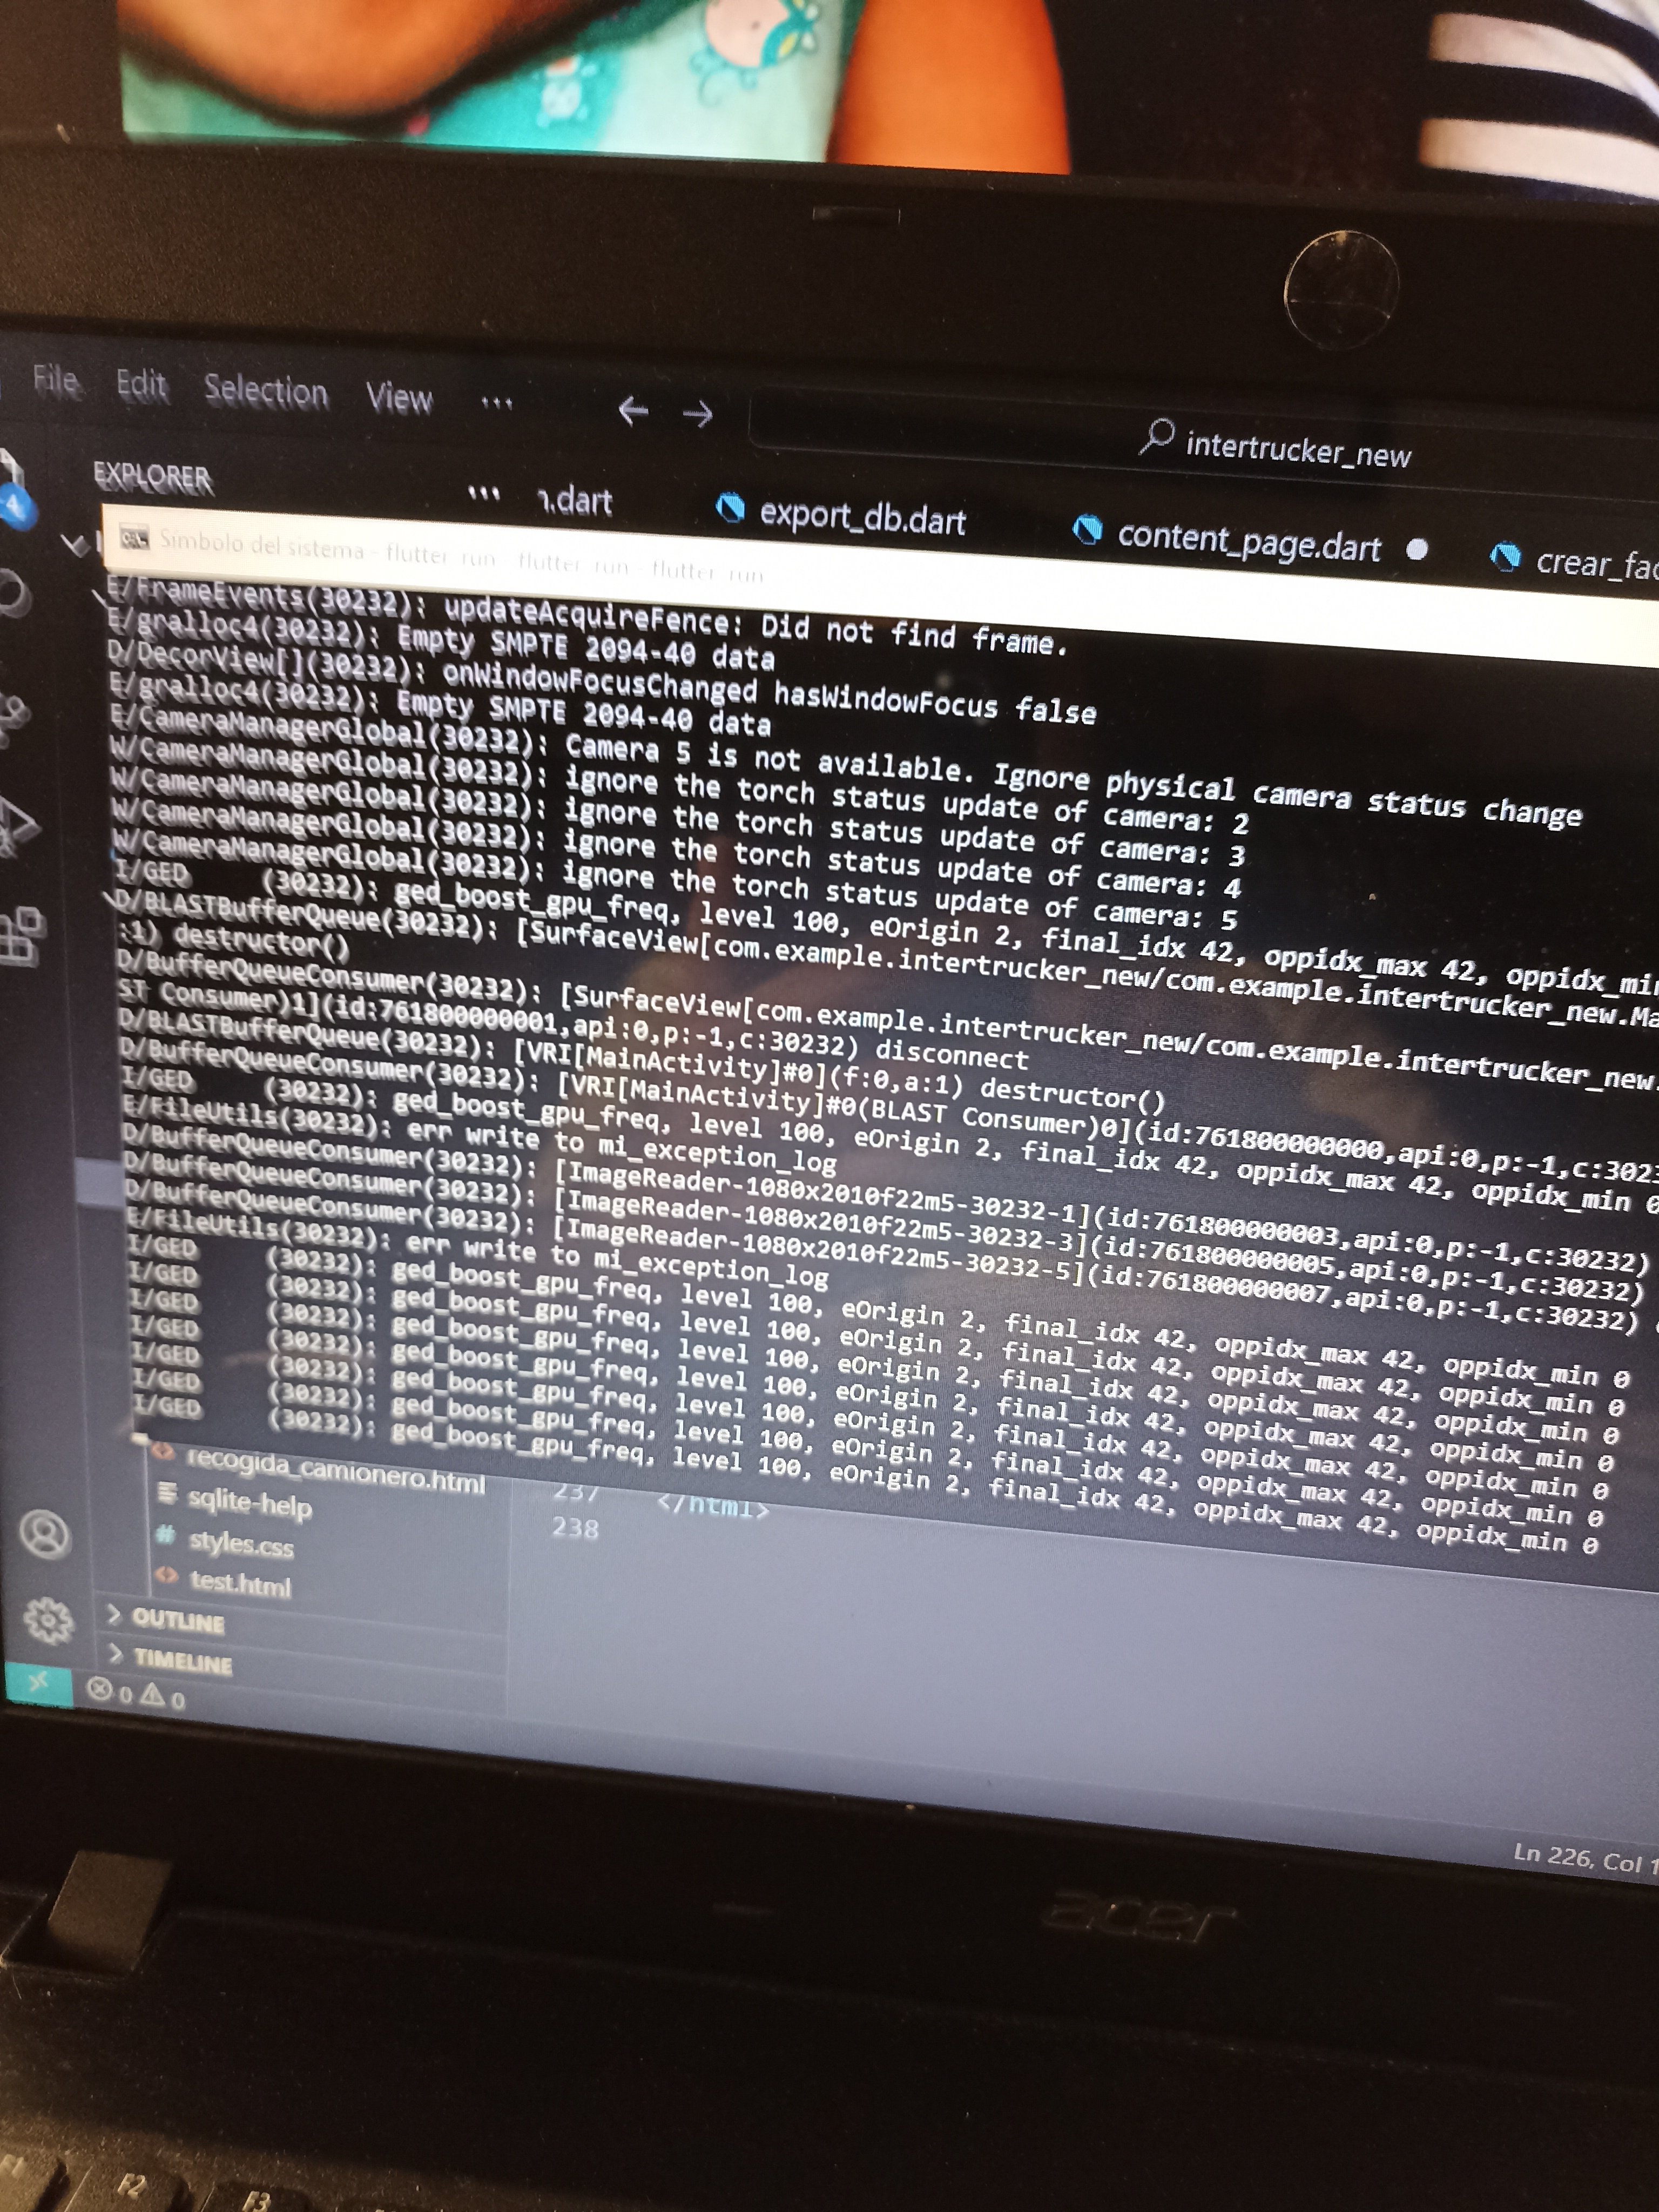 File Edit Selection View ...
intertrucker_new
EXPLORER ... .dart export_db.dart content_page.dart
4
Símbolo del sistema - flutter run - flutter run - flutter run
E/FrameEvents(30232): updateAcquireFence: Did not find frame.
E/gralloc4(30232): Empty SMPTE 2094-40 data
D/DecorView[](30232): onWindowFocusChanged hasWindowFocus false
E/gralloc4(30232): Empty SMPTE 2094-40 data
E/CameraManagerGlobal(30232): Camera 5 is not available. Ignore physical camera status change
W/CameraManagerGlobal(30232): ignore the torch status update of camera: 2
W/CameraManagerGlobal(30232): ignore the torch status update of camera: 3
W/CameraManagerGlobal(30232): ignore the torch status update of camera: 4
W/CameraManagerGlobal(30232): ignore the torch status update of camera: 5
I/GED (30232): ged_boost_gpu_freq, level 100, eOrigin 2, final_idx 42, oppidx_max 42, oppidx_min
D/BLASTBufferQueue(30232): [SurfaceView[com.example.intertrucker_new/com.example.intertrucker_new.Ma
:1) destructor()
D/BufferQueueConsumer(30232): [SurfaceView[com.example.intertrucker_new/com.example.intertrucker_new.
ST Consumer)1](id:761800000001,api:0,p:-1,c:30232) disconnect
D/BLASTBufferQueue(30232): [VRI[MainActivity]#0](f:0,a:1) destructor()
D/BufferQueueConsumer(30232): [VRI[MainActivity]#0(BLAST Consumer)0](id:761800000000,api:0,p:-1,c:3023
I/GED (30232): ged_boost_gpu_freq, level 100, eOrigin 2, final_idx 42, oppidx_max 42, oppidx_min 0
E/FileUtils(30232): err write to mi_exception_log
D/BufferQueueConsumer(30232): [ImageReader-1080x2010f22m5-30232-1](id:761800000003,api:0,p:-1,c:30232)
D/BufferQueueConsumer(30232): [ImageReader-1080x2010f22m5-30232-3](id:761800000005,api:0,p:-1,c:30232)
D/BufferQueueConsumer(30232): [ImageReader-1080x2010f22m5-30232-5](id:761800000007,api:0,p:-1,c:30232)
E/FileUtils(30232): err write to mi_exception_log
I/GED (30232): ged_boost_gpu_freq, level 100, eOrigin 2, final_idx 42, oppidx_max 42, oppidx_min 0
I/GED (30232): ged_boost_gpu_freq, level 100, eOrigin 2, final_idx 42, oppidx_max 42, oppidx_min 0
I/GED (30232): ged_boost_gpu_freq, level 100, eOrigin 2, final_idx 42, oppidx_max 42, oppidx_min 0
I/GED (30232): ged_boost_gpu_freq, level 100, eOrigin 2, final_idx 42, oppidx_max 42, oppidx_min 0
I/GED (30232): ged_boost_gpu_freq, level 100, eOrigin 2, final_idx 42, oppidx_max 42, oppidx_min 0
I/GED (30232): ged_boost_gpu_freq, level 100, eOrigin 2, final_idx 42, oppidx_max 42, oppidx_min 0
I/GED (30232): ged_boost_gpu_freq, level 100, eOrigin 2, final_idx 42, oppidx_max 42, oppidx_min 0
recogida_camionero.html
237 </html>
sqlite-help
238
styles.css
test.html
OUTLINE
TIMELINE
0 0
Ln 226, Col 1
acer
F1 F2 F3